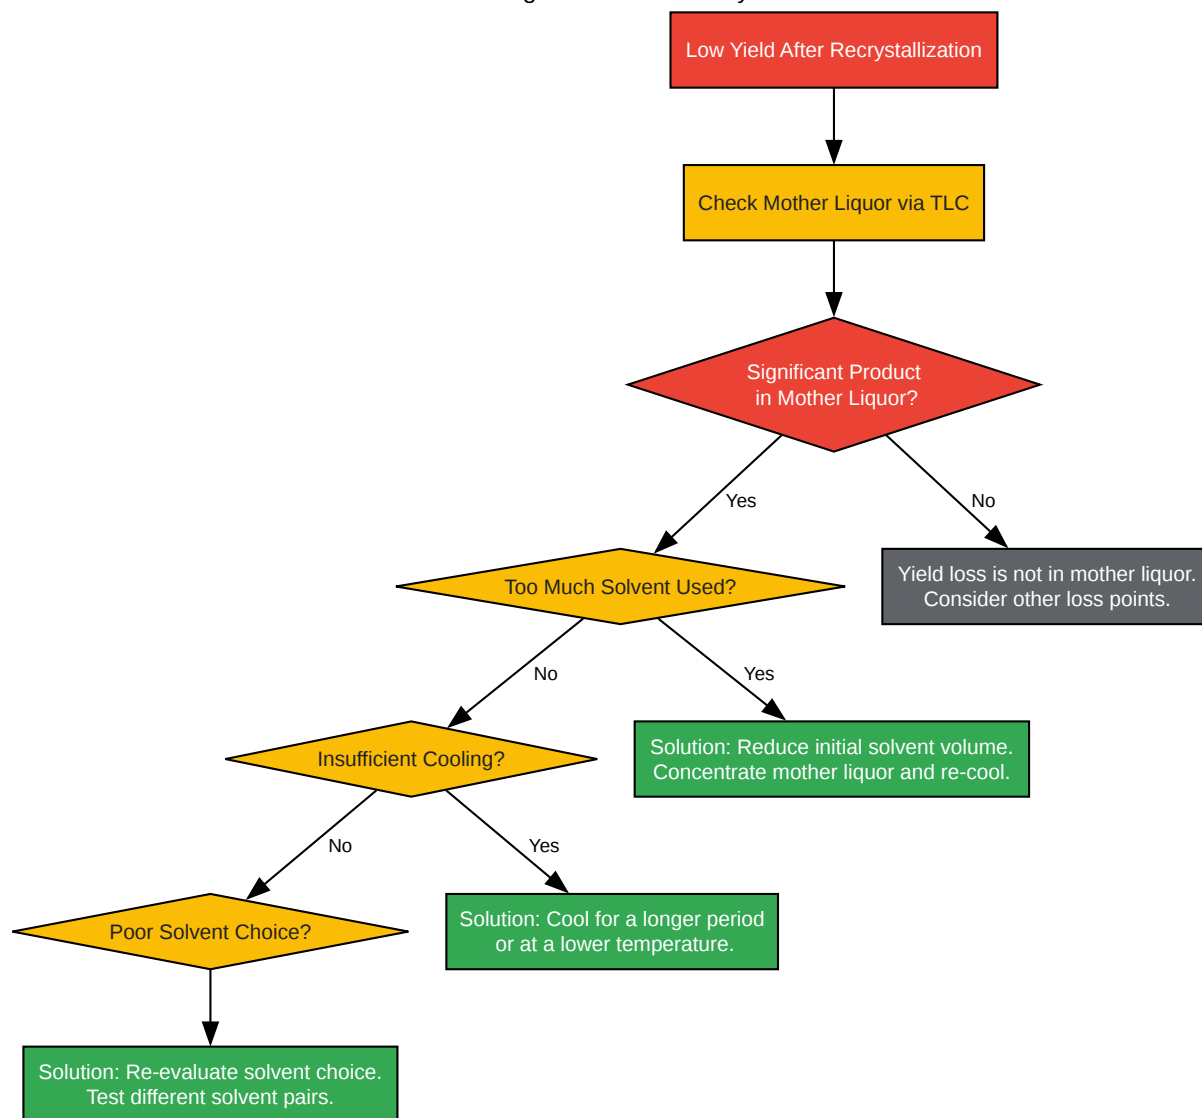 Low Yield After Recrystallization
Check Mother Liquor via TLC
Significant Product
in Mother Liquor?
Yes
No
Too Much Solvent Used?
Yield loss is not in mother liquor.
Consider other loss points.
No
Yes
Insufficient Cooling?
Solution: Reduce initial solvent volume.
Concentrate mother liquor and re-cool.
No
Yes
Poor Solvent Choice?
Solution: Cool for a longer period
or at a lower temperature.
Solution: Re-evaluate solvent choice.
Test different solvent pairs.